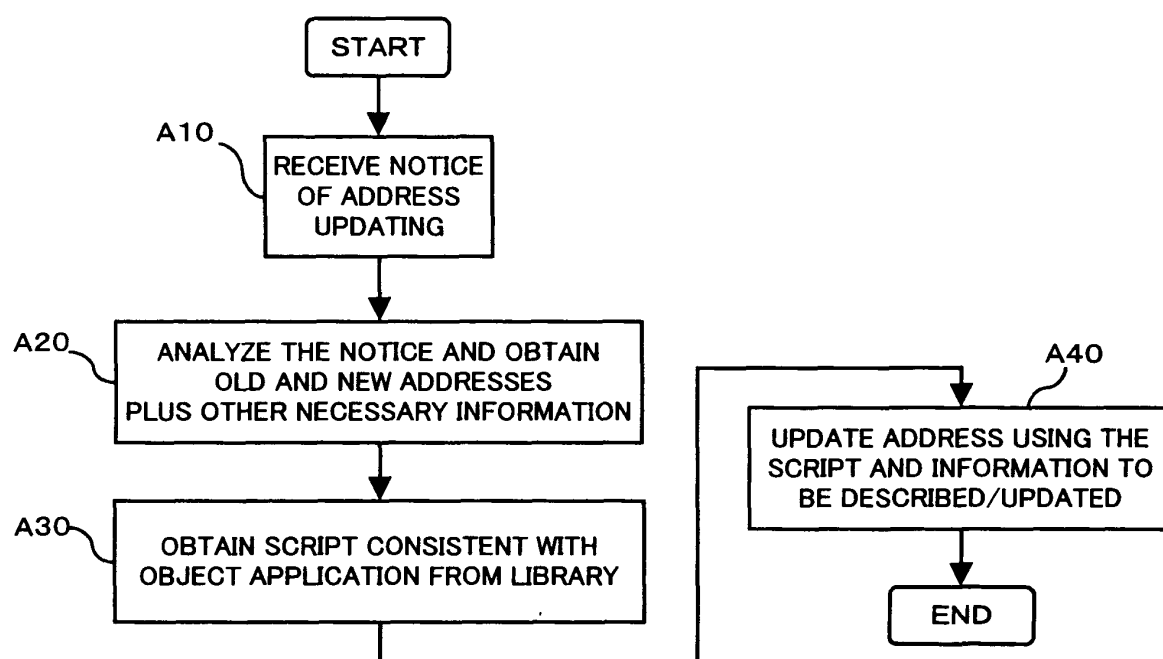 START
A10
RECEIVE NOTICE
OF ADDRESS
UPDATING
A20
ANALYZE THE NOTICE AND OBTAIN
OLD AND NEW ADDRESSES
PLUS OTHER NECESSARY INFORMATION
A30
OBTAIN SCRIPT CONSISTENT WITH
OBJECT APPLICATION FROM LIBRARY
A40
UPDATE ADDRESS USING THE
SCRIPT AND INFORMATION TO
BE DESCRIBED/UPDATED
END